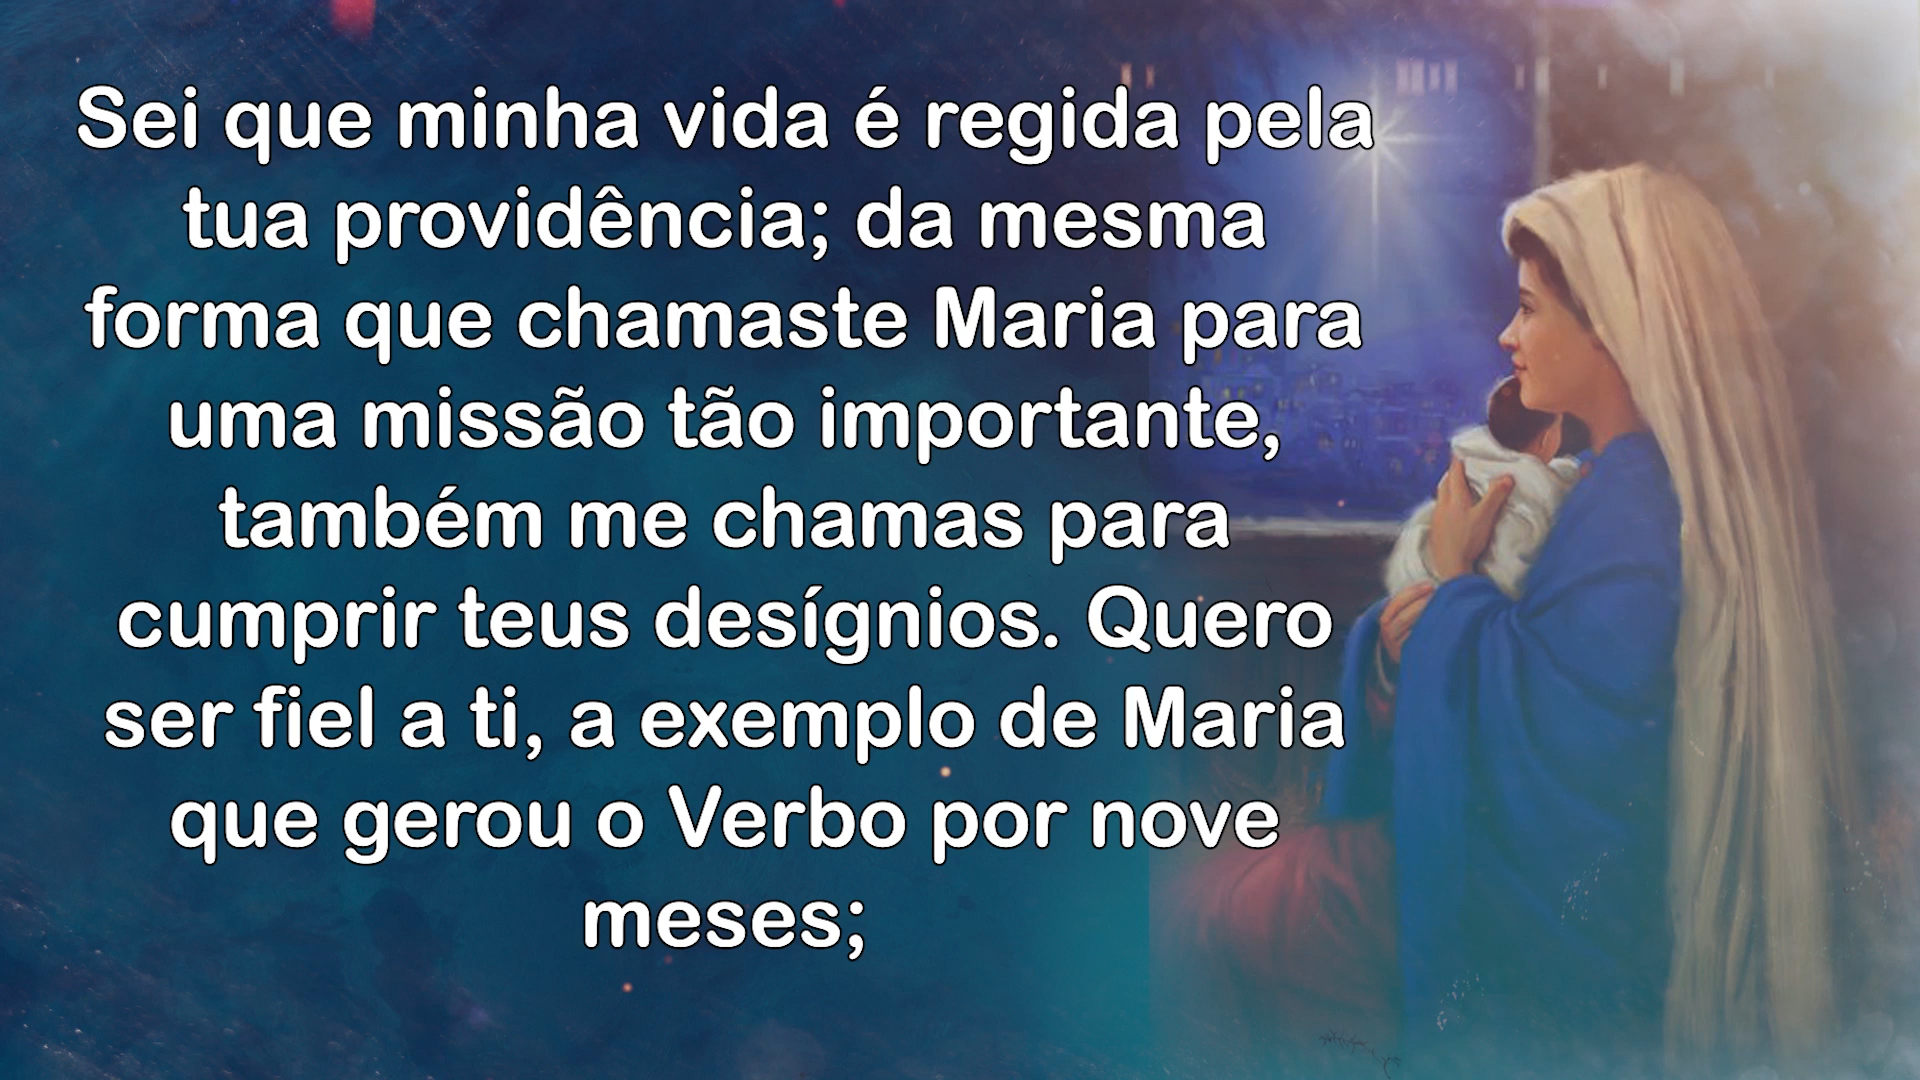 Sei que minha vida é regida pela
tua providência; da mesma
forma que chamaste Maria para
uma missão tão importante,
também me chamas para
cumprir teus desígnios. Quero
ser fiel a ti, a exemplo de Maria
que gerou o Verbo por nove
meses;